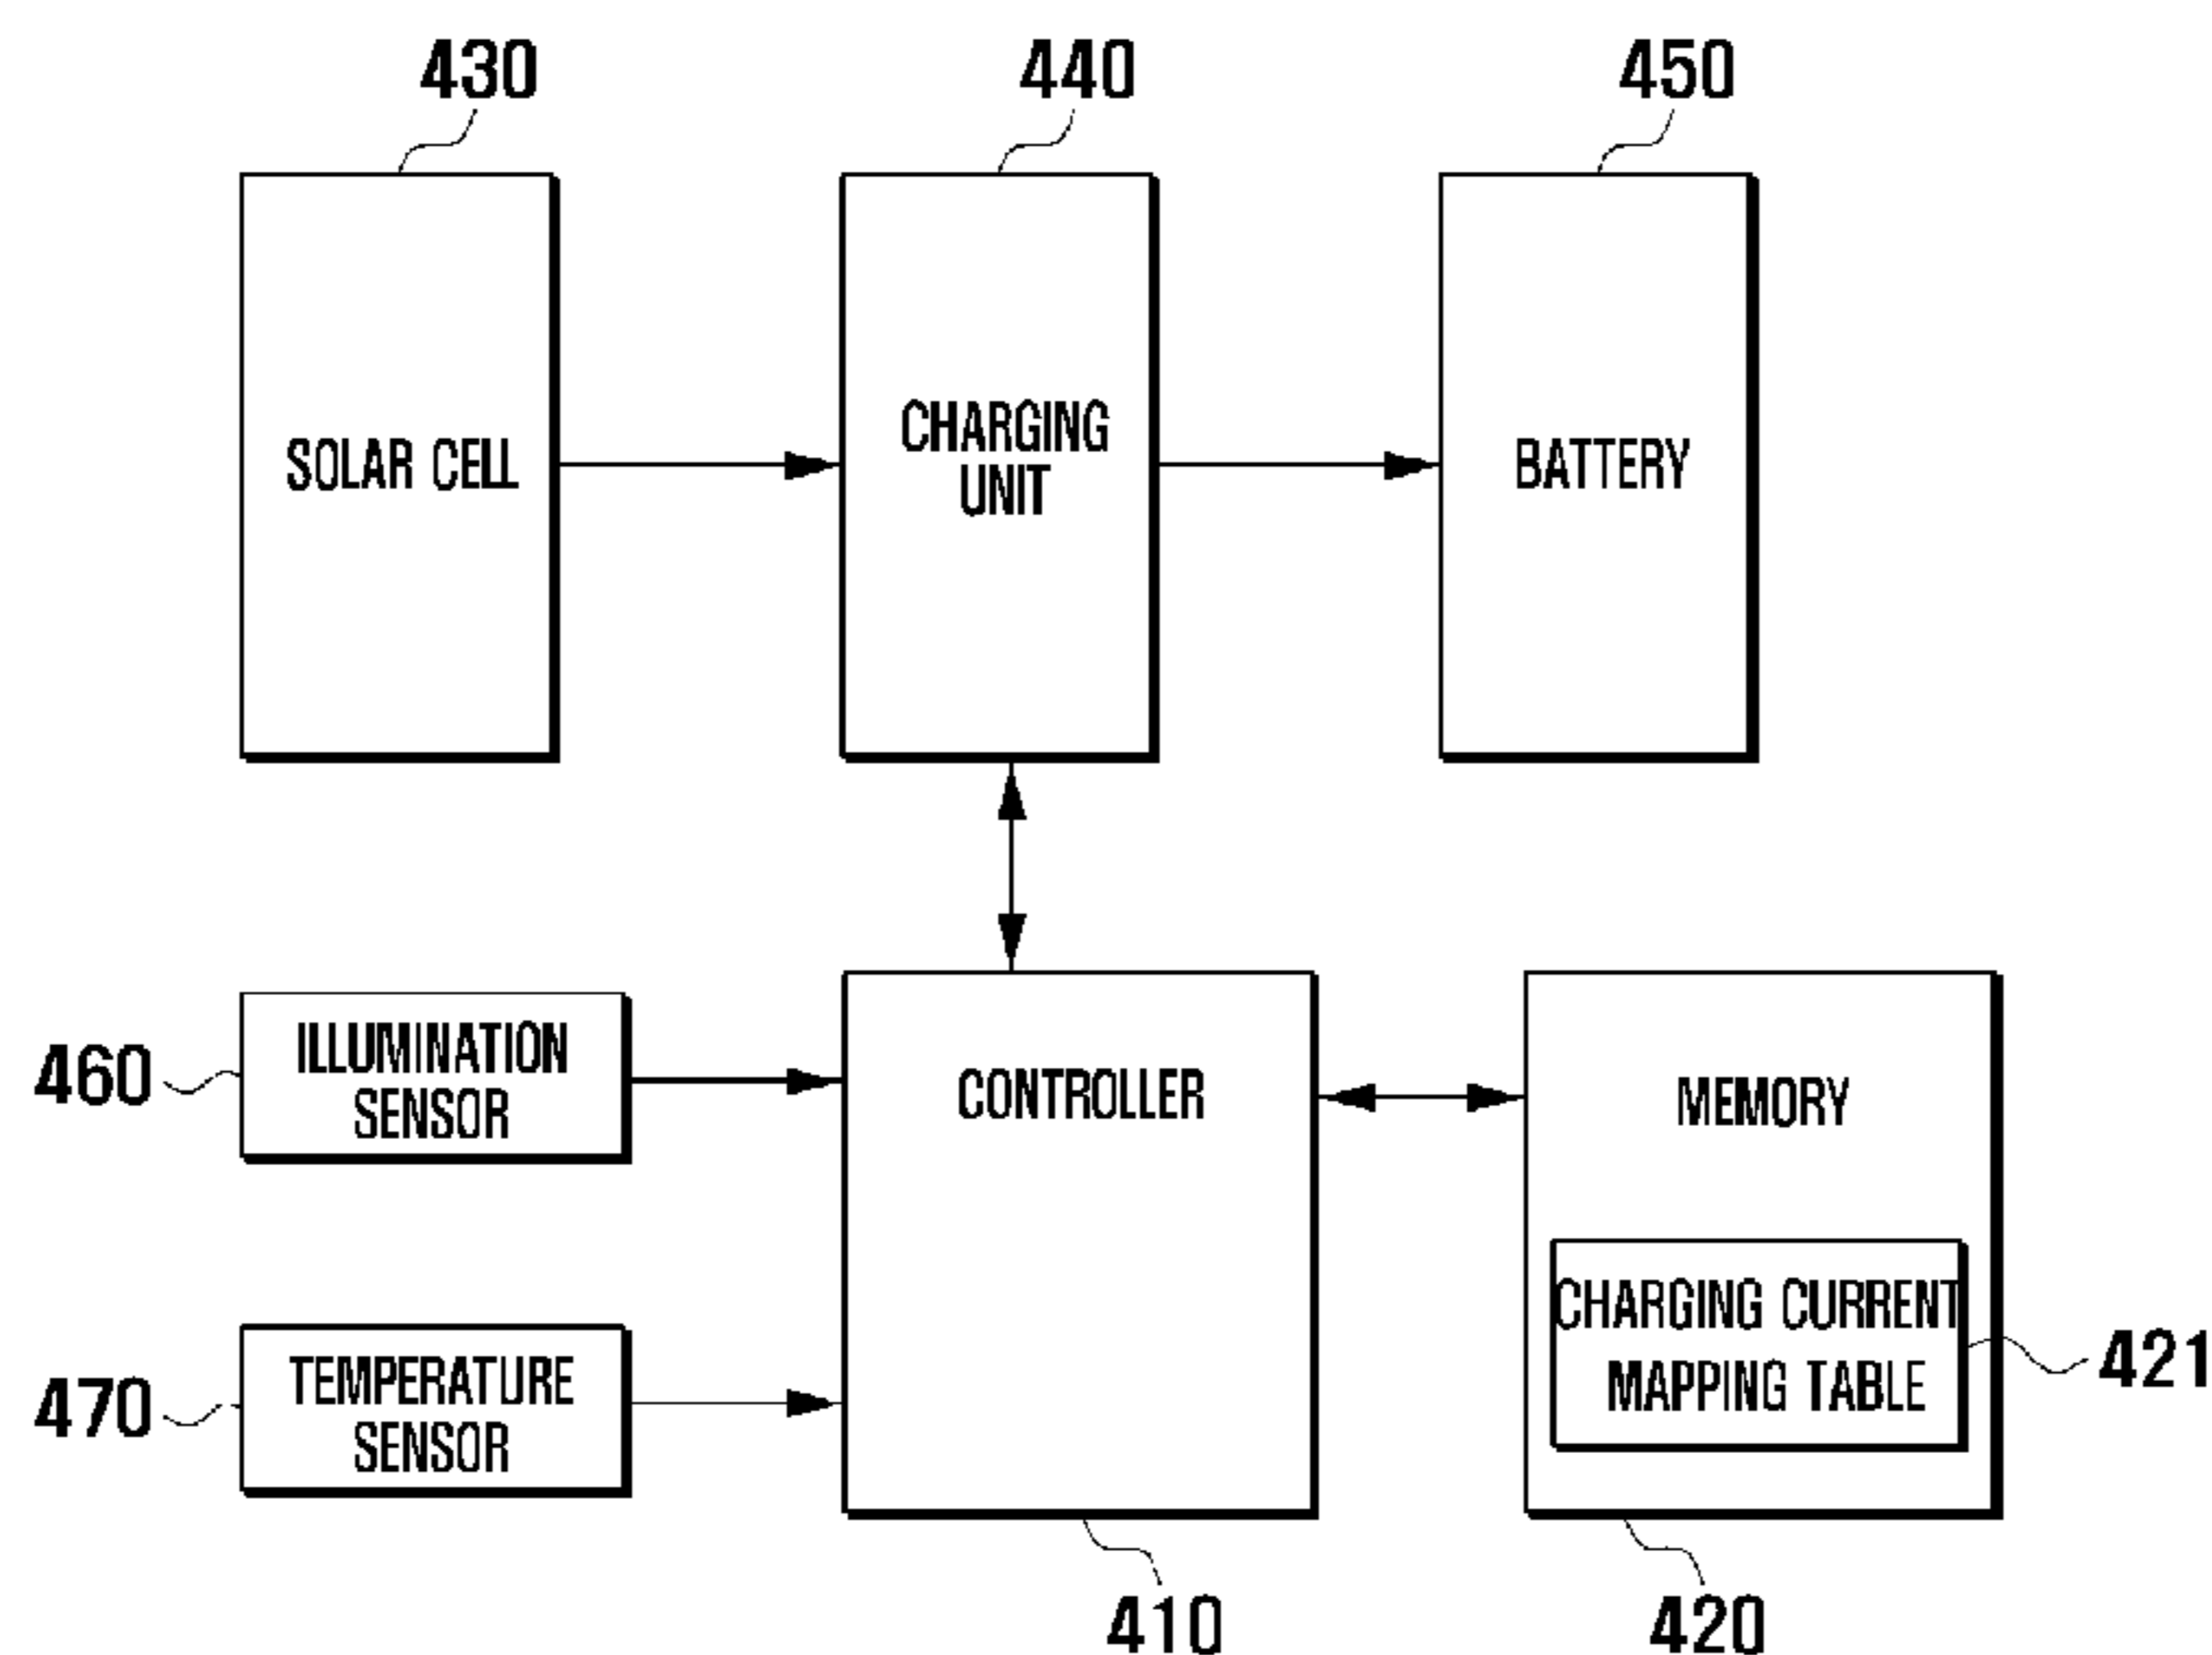 430
440
450
SOLAR CELL
CHARGING
UNIT
BATTERY
460
ILLUMINATION
SENSOR
CONTROLLER
MEMORY
470
TEMPERATURE
SENSOR
CHARGING CURRENT
MAPPING TABLE
421
410
420